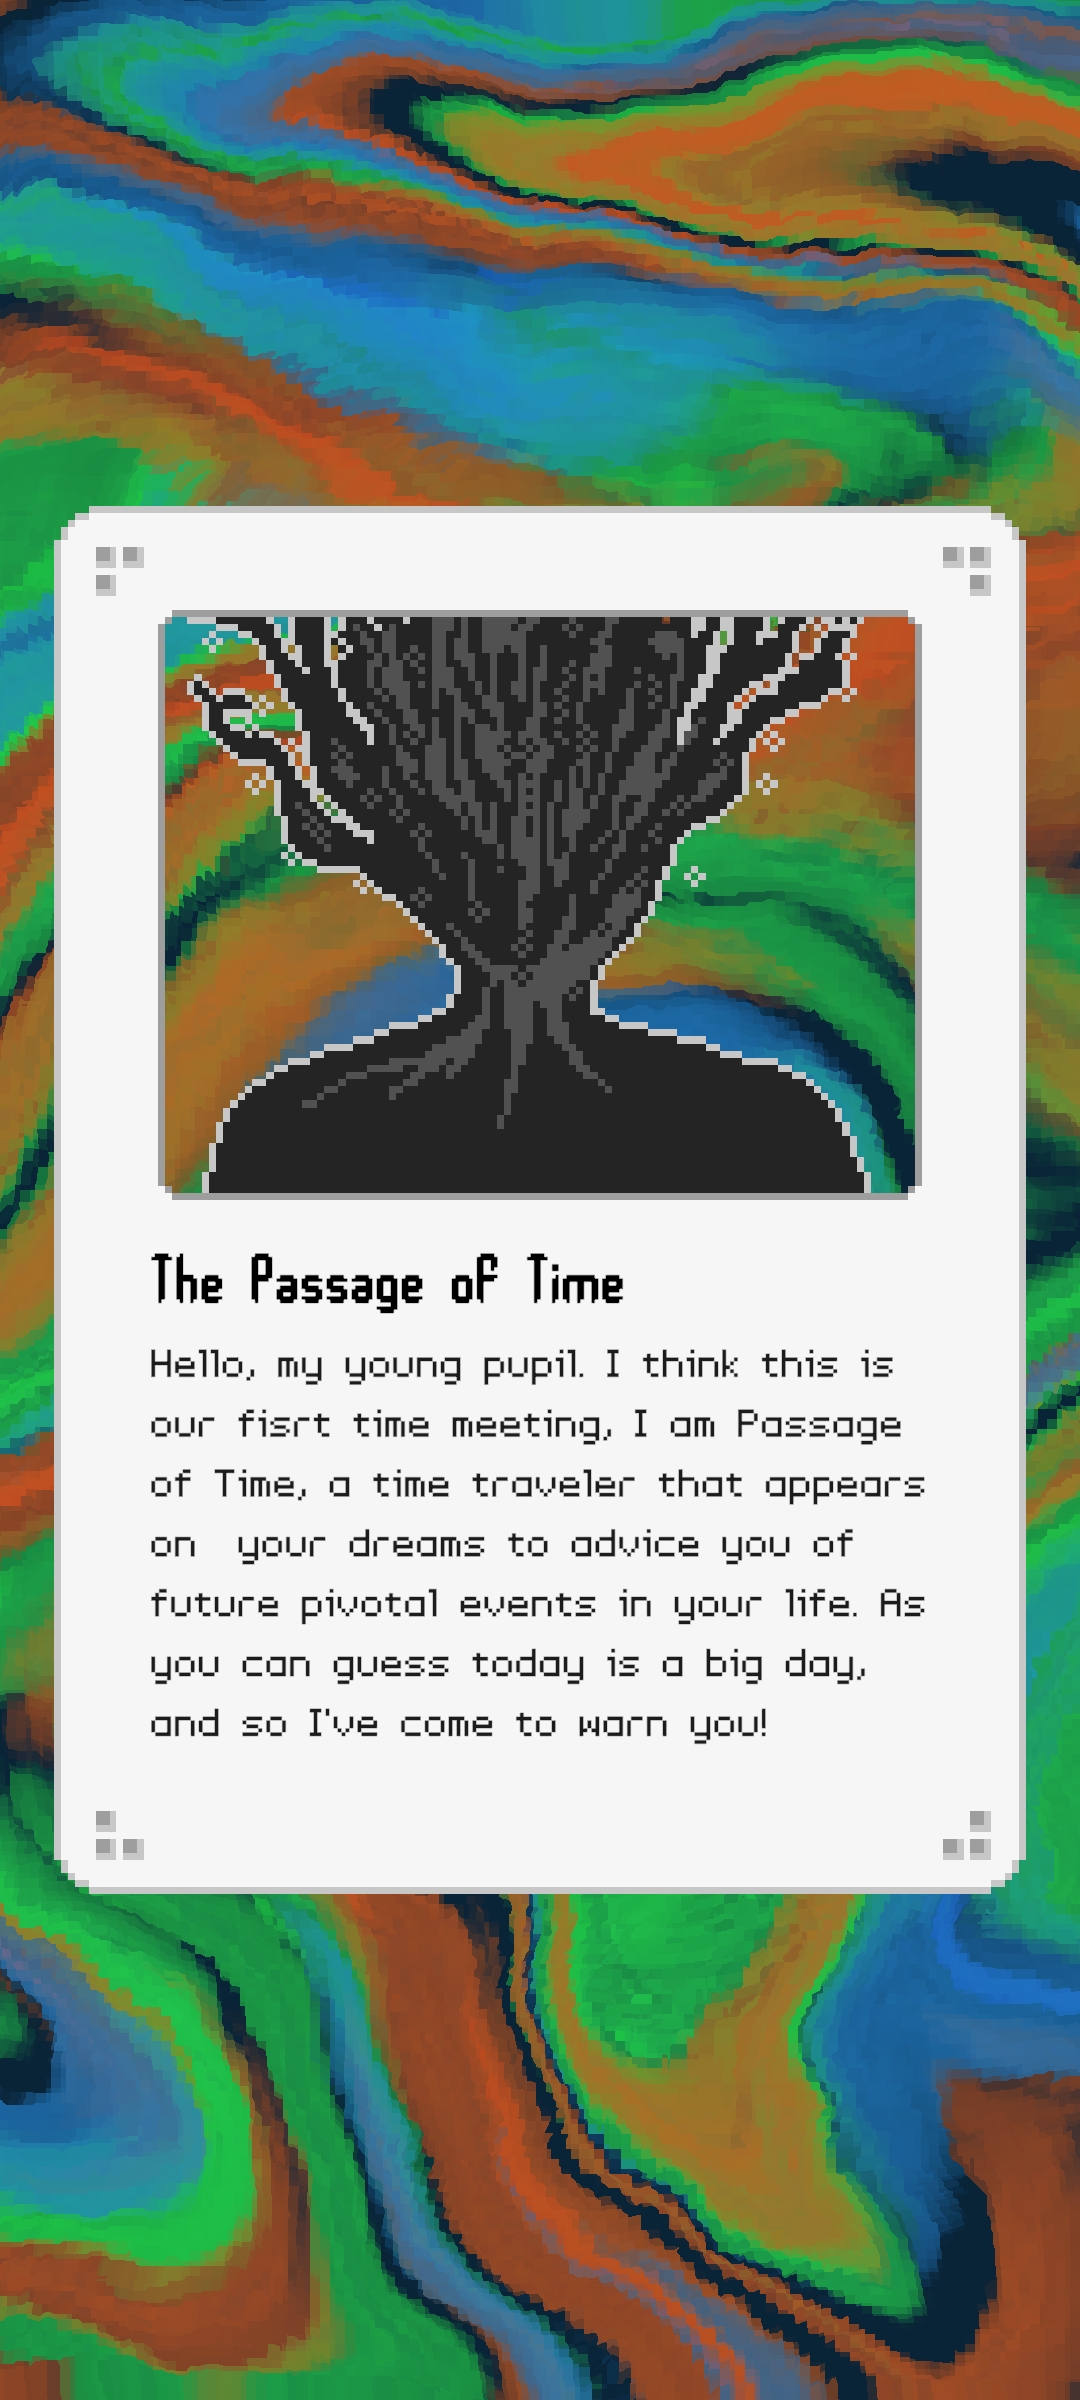 The Passage of Time
Hello, my young pupil. I think this is
our fisrt time meeting, I am Passage
of Time, a time traveler that appears
on  your dreams to advice you of
future pivotal events in your life. As
you can guess today is a big day,
and so I've come to warn you!